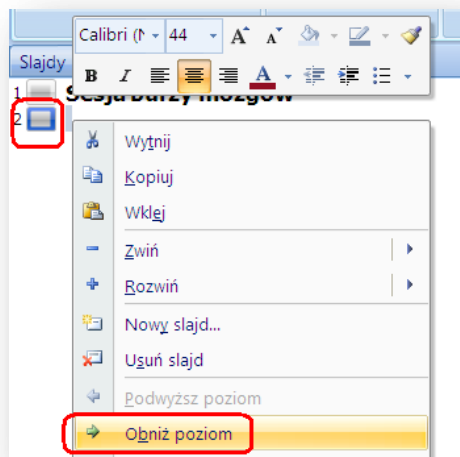 Calibri (N 44 A A
Slajdy
B I A
1 Sesja burzy mózgów
2
Wytnij
Kopiuj
Wklej
Zwiń
Rozwiń
Nowy slajd...
Usuń slajd
Podwyższ poziom
Obniż poziom